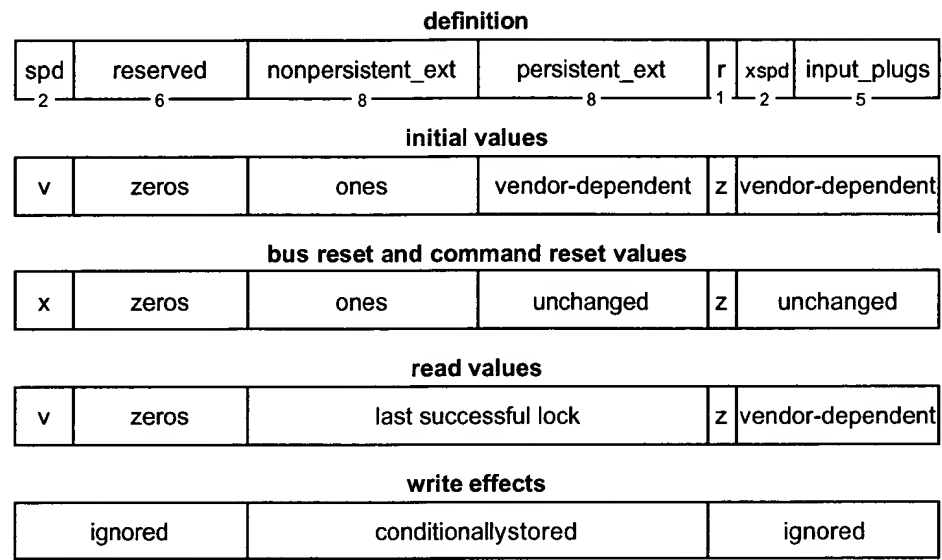 definition
spd reserved nonpersistent_ext persistent_ext r xspd input_plugs
2 6 8 8 1 2 5
initial values
v zeros ones vendor-dependent z vendor-dependent
bus reset and command reset values
x zeros ones unchanged z unchanged
read values
v zeros last successful lock z vendor-dependent
write effects
ignored conditionallystored ignored